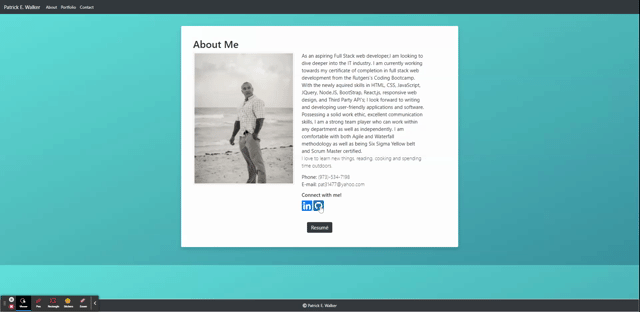 Patrick E. Walker
About
Portfolio
Contact
About Me
As an aspiring Full Stack web developer,I am looking to
dive deeper into the IT industry. I am currently working
towards my certificate of completion in full stack web
development from the Rutgers's Coding Bootcamp.
With the newly aquired skills in HTML, CSS, JavaScript,
JQuery, Node.JS, BootStrap, React.js, responsive web
design, and Third Party API's; I look forward to writing
and developing user-friendly applications and software.
Possessing a solid work ethic, excellent communication
skills, I am a strong team player who can work within
any department as well as independently. I am
comfortable with both Agile and Waterfall
methodology as well as being Six Sigma Yellow belt
and Scrum Master certified.
I love to learn new things, reading, cooking and spending
time outdoors.
Phone: (973)-534-7198
E-mail: pat31477@yahoo.com
Connect with me!
in
Resumé
© Patrick E. Walker